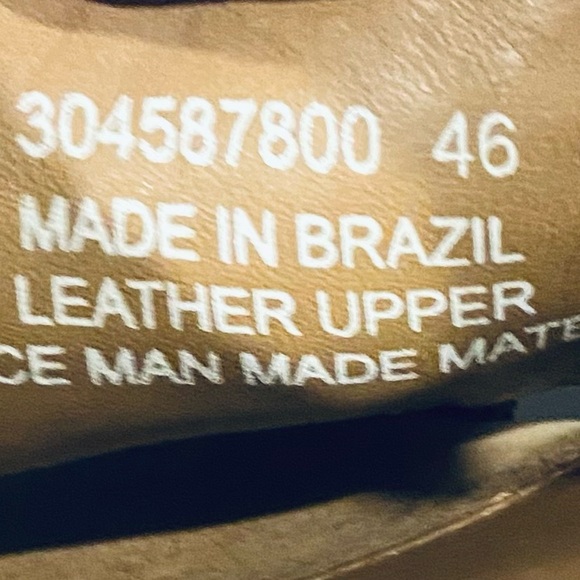 304587800 46
MADE IN BRAZIL
LEATHER UPPER
CE MAN MADE MATE